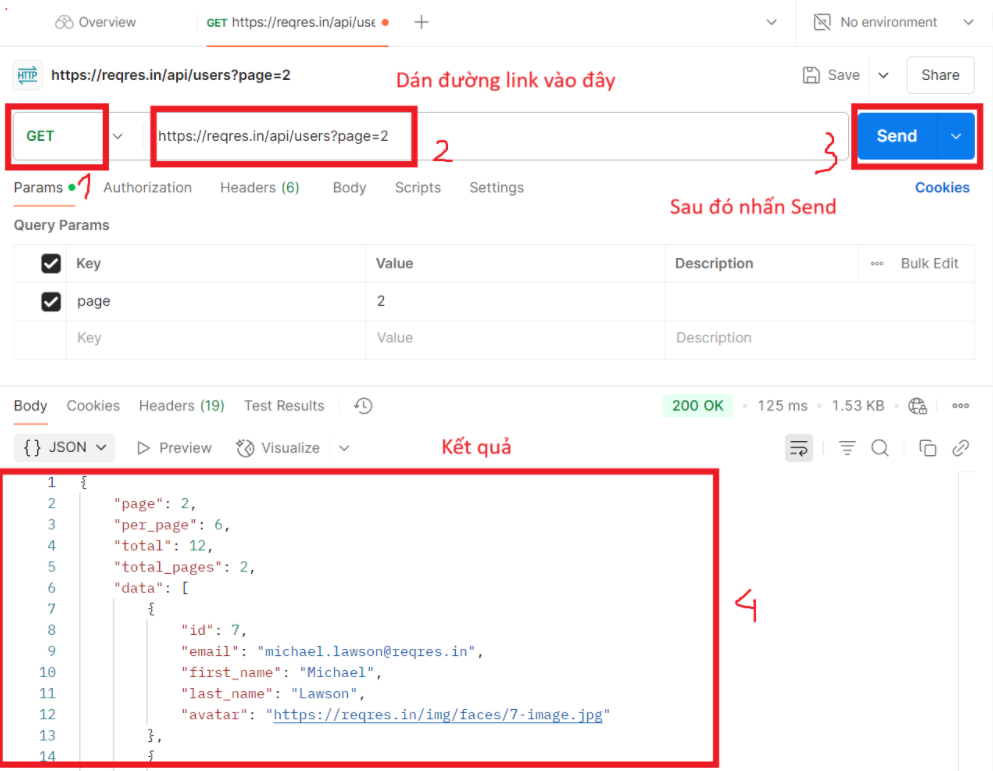 Overview GET https://reqres.in/api/use No environment
HTTP https://reqres.in/api/users?page=2 Dán đường link vào đây Save Share
GET https://reqres.in/api/users?page=2 2 3 Send
Params 1 Authorization Headers (6) Body Scripts Settings Cookies
Sau đó nhấn Send
Query Params
Key Value Description Bulk Edit
page 2
Key Value Description
Body Cookies Headers (19) Test Results 200 OK 125 ms 1.53 KB
{} JSON Preview Visualize Kết quả
1 {
2 "page": 2,
3 "per_page": 6,
4 "total": 12,
5 "total_pages": 2,
6 "data": [
7 {
8 "id": 7,
9 "email": "michael.lawson@reqres.in",
10 "first_name": "Michael",
11 "last_name": "Lawson",
12 "avatar": "https://reqres.in/img/faces/7-image.jpg"
13 },
14 {
4